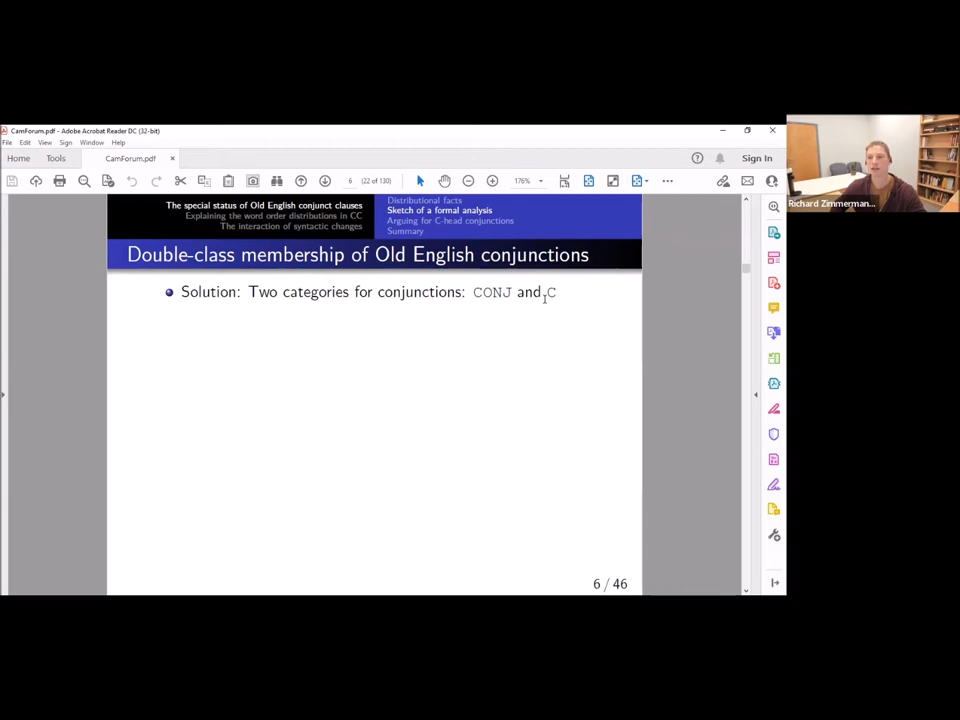 CamForum.pdf - Adobe Acrobat Reader DC (32-bit)
File Edit View Sign Window Help
Home Tools CamForum.pdf × Sign In
6 (22 of 130) 176%
The special status of Old English conjunct clauses
Explaining the word order distributions in CC
The interaction of syntactic changes
Distributional facts
Sketch of a formal analysis
Arguing for C-head conjunctions
Summary
Double-class membership of Old English conjunctions
Solution: Two categories for conjunctions: CONJ and C
6 / 46
Richard Zimmerman...